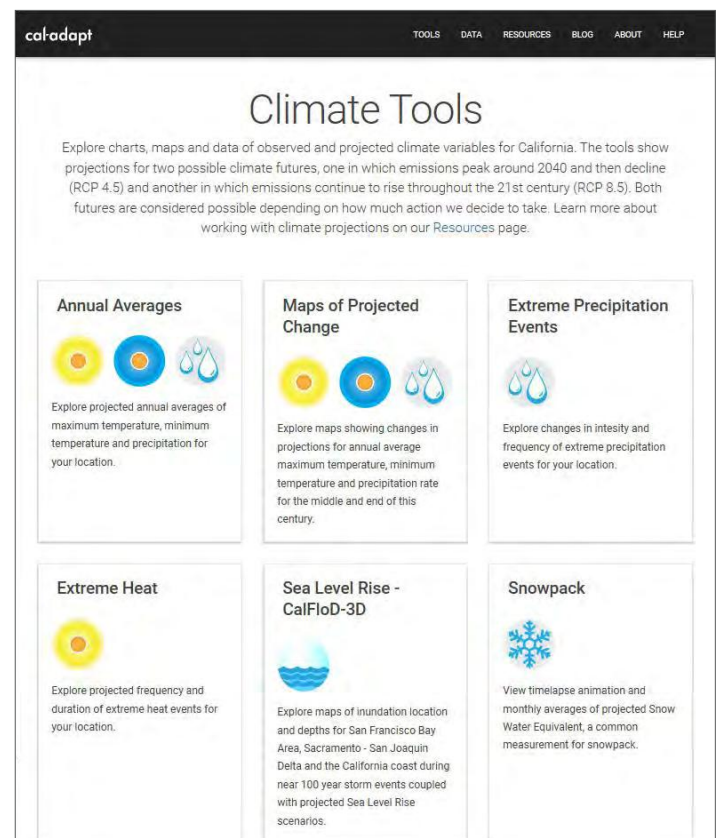 cal-adapt
TOOLS DATA RESOURCES BLOG ABOUT HELP
Climate Tools
Explore charts, maps and data of observed and projected climate variables for California. The tools show
projections for two possible climate futures, one in which emissions peak around 2040 and then decline
(RCP 4.5) and another in which emissions continue to rise throughout the 21st century (RCP 8.5). Both
futures are considered possible depending on how much action we decide to take. Learn more about
working with climate projections on our Resources page.
Annual Averages
Explore projected annual averages of
maximum temperature, minimum
temperature and precipitation for
your location.
Maps of Projected
Change
Explore maps showing changes in
projections for annual average
maximum temperature, minimum
temperature and precipitation rate
for the middle and end of this
century.
Extreme Precipitation
Events
Explore changes in intesity and
frequency of extreme precipitation
events for your location.
Extreme Heat
Explore projected frequency and
duration of extreme heat events for
your location.
Sea Level Rise -
CalFloD-3D
Explore maps of inundation location
and depths for San Francisco Bay
Area, Sacramento - San Joaquin
Delta and the California coast during
near 100 year storm events coupled
with projected Sea Level Rise
scenarios.
Snowpack
View timelapse animation and
monthly averages of projected Snow
Water Equivalent, a common
measurement for snowpack.